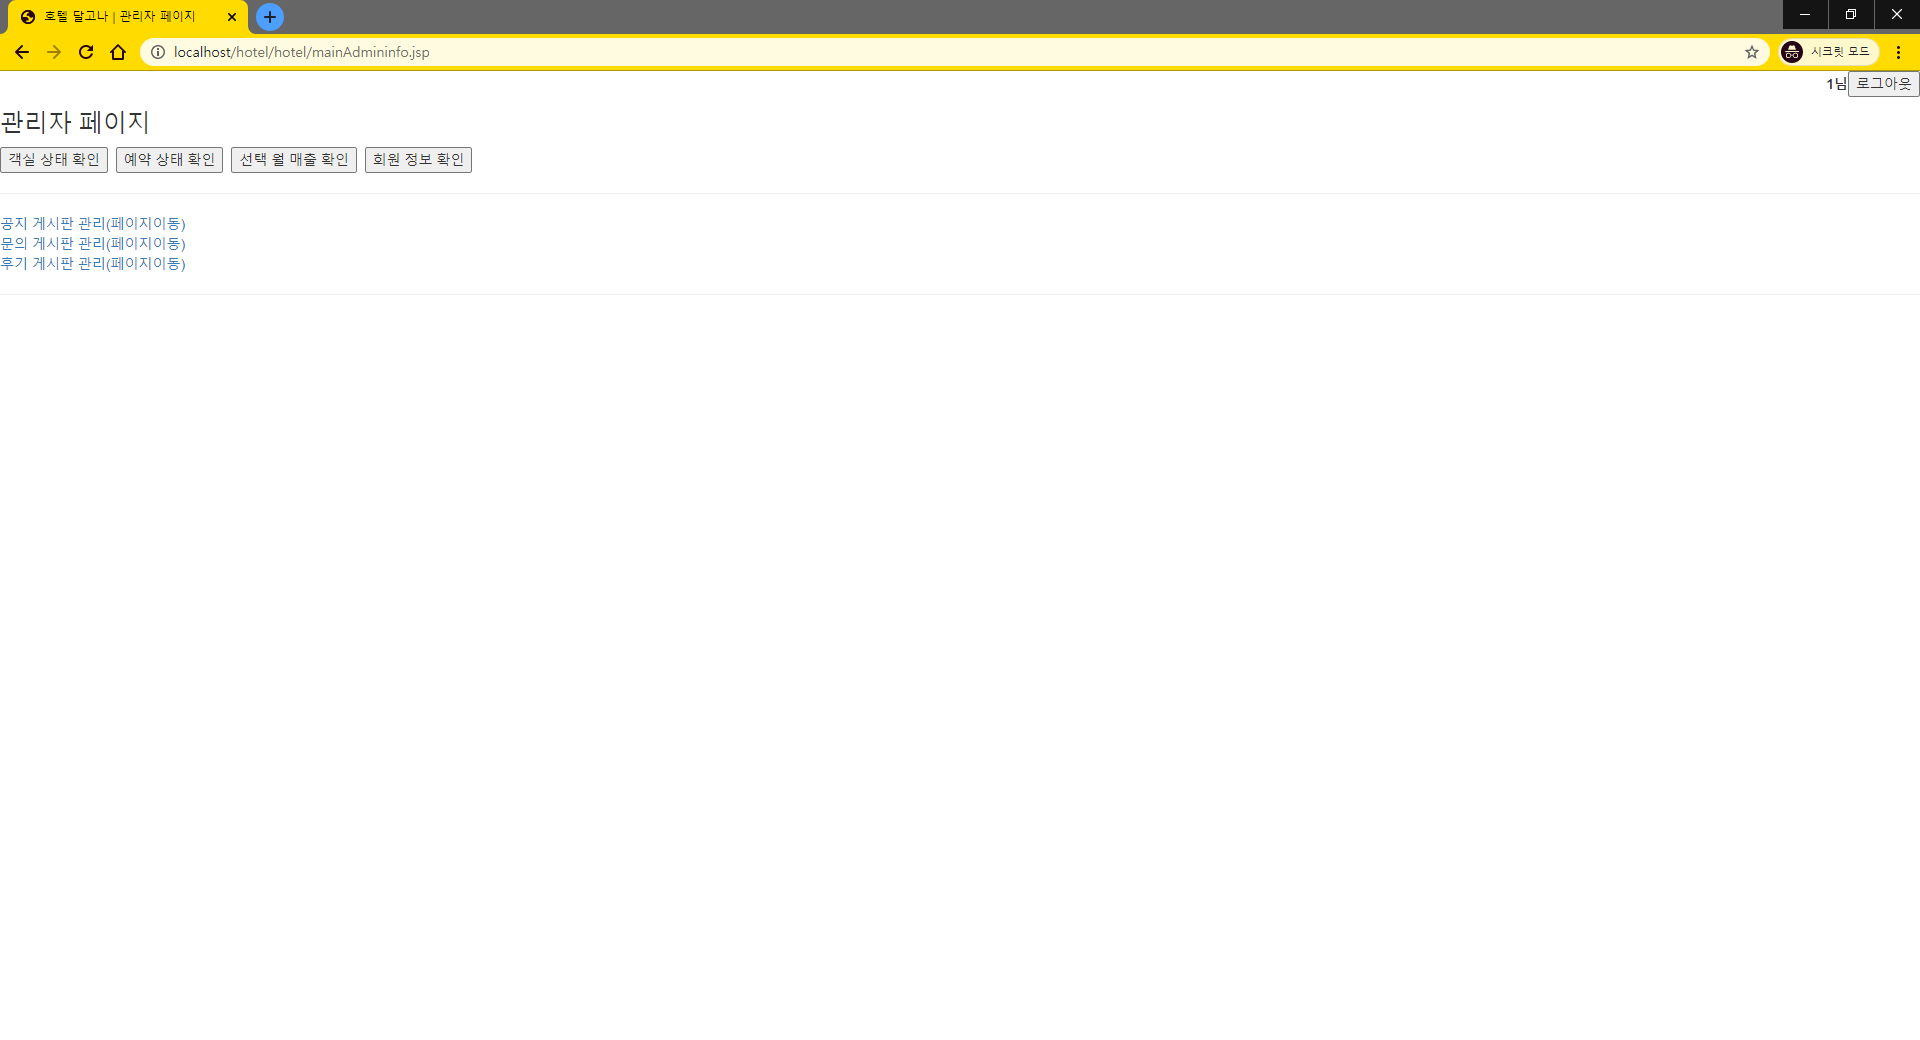 호텔 달고나 | 관리자 페이지
localhost/hotel/hotel/mainAdmininfo.jsp
시크릿 모드
1님 로그아웃
관리자 페이지
객실 상태 확인 예약 상태 확인 선택 월 매출 확인 회원 정보 확인
공지 게시판 관리(페이지이동)
문의 게시판 관리(페이지이동)
후기 게시판 관리(페이지이동)